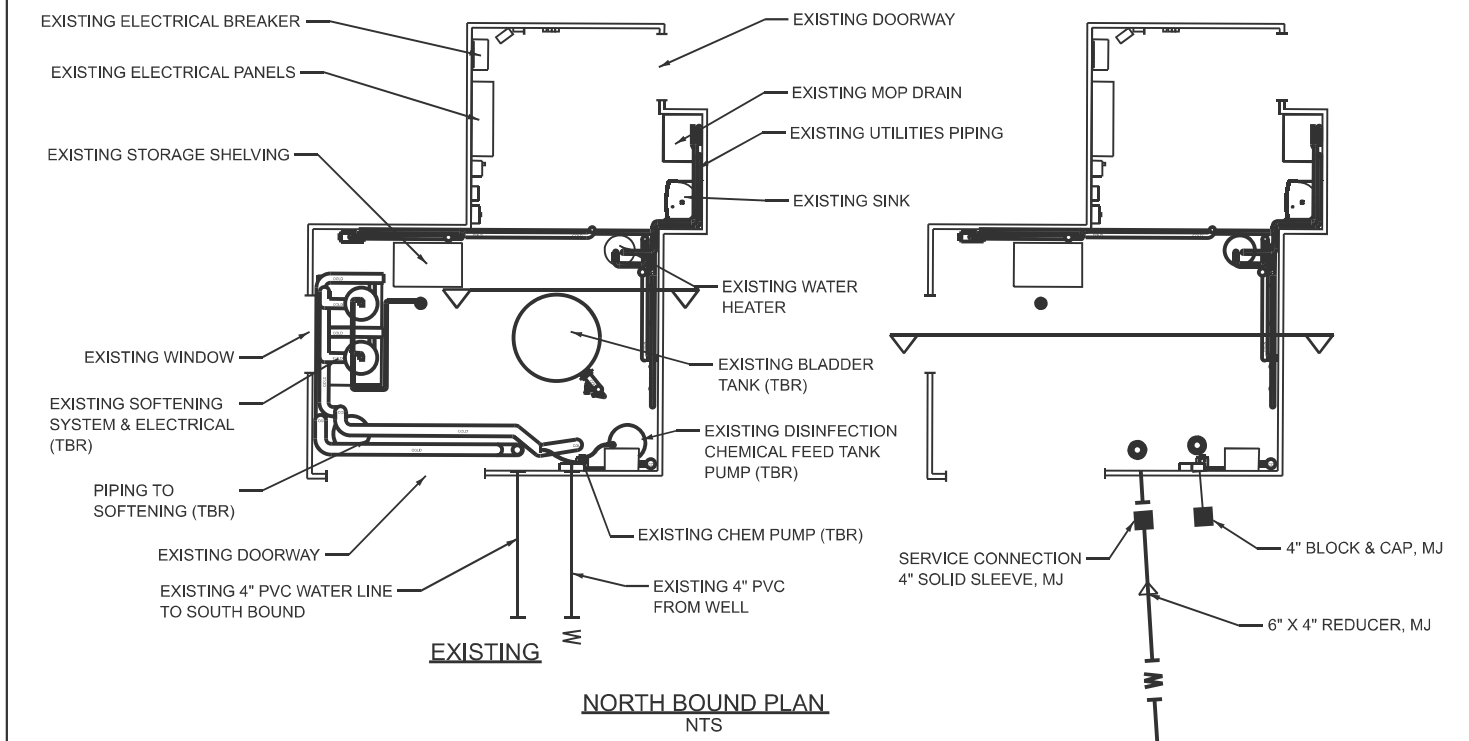 EXISTING ELECTRICAL BREAKER
EXISTING ELECTRICAL PANELS
EXISTING STORAGE SHELVING
EXISTING WINDOW
EXISTING SOFTENING
SYSTEM & ELECTRICAL
(TBR)
PIPING TO
SOFTENING (TBR)
EXISTING DOORWAY
EXISTING 4" PVC WATER LINE
TO SOUTH BOUND
EXISTING DOORWAY
EXISTING MOP DRAIN
EXISTING UTILITIES PIPING
EXISTING SINK
EXISTING WATER
HEATER
EXISTING BLADDER
TANK (TBR)
EXISTING DISINFECTION
CHEMICAL FEED TANK
PUMP (TBR)
EXISTING CHEM PUMP (TBR)
EXISTING 4" PVC
FROM WELL
COLD
COLD
COLD
COLD
W
EXISTING
NORTH BOUND PLAN
NTS
SERVICE CONNECTION
4" SOLID SLEEVE, MJ
4" BLOCK & CAP, MJ
6" X 4" REDUCER, MJ
W